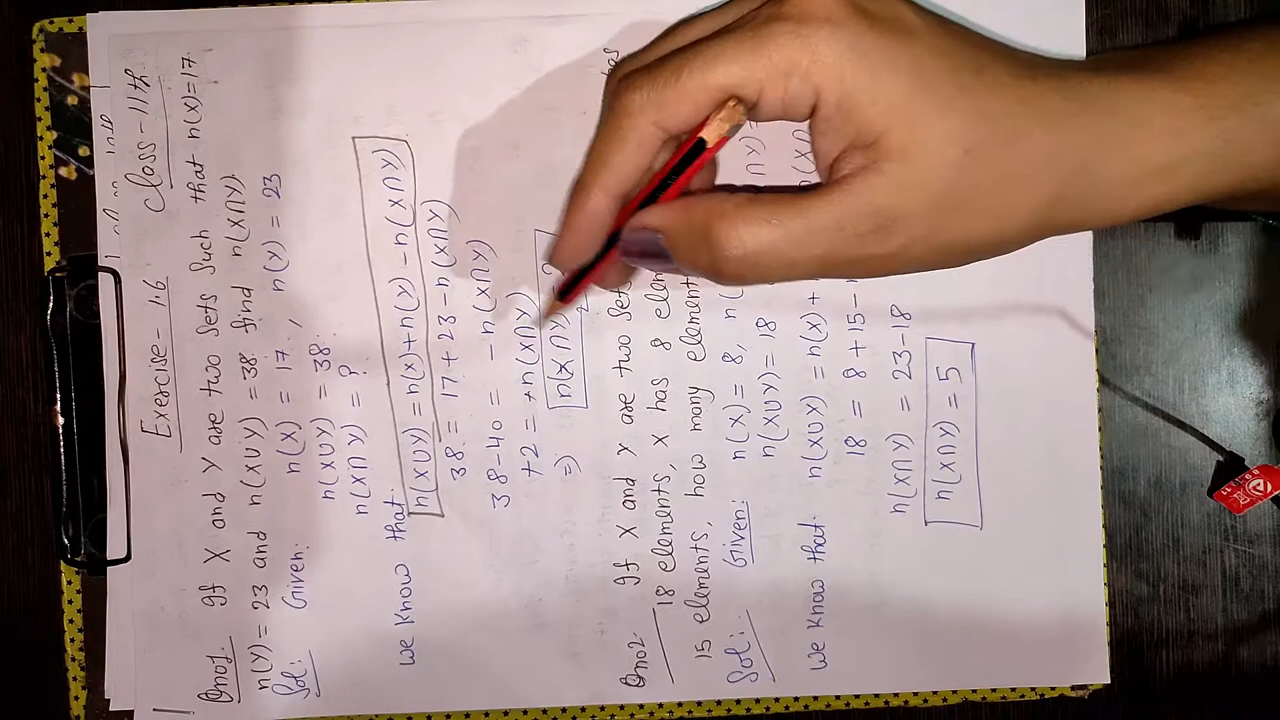 Exercise - 1.6 Class - 11th
Qno1. If X and Y are two Sets Such that n(X)=17.
n(Y)= 23 and n(X∪Y) = 38 find n(X∩Y).
Sol: Given: n(X) = 17, n(Y) = 23
n(X∪Y) = 38.
n(X∩Y) = ?
We know that.
n(X∪Y) = n(X)+n(Y) - n(X∩Y)
38 = 17 + 23 - n(X∩Y)
38-40 = - n(X∩Y)
+2 = +n(X∩Y)
=> n(X∩Y)
Qno2. If X and Y are two Set has
18 elements, X has 8 elem
15 elements, how many element
Sol: Given: n(X) = 8, n(
n(X∪Y) = 18
We know that. n(X∪Y) = n(X) +
18 = 8 + 15 -
n(X∩Y) = 23-18
n(X∩Y) = 5